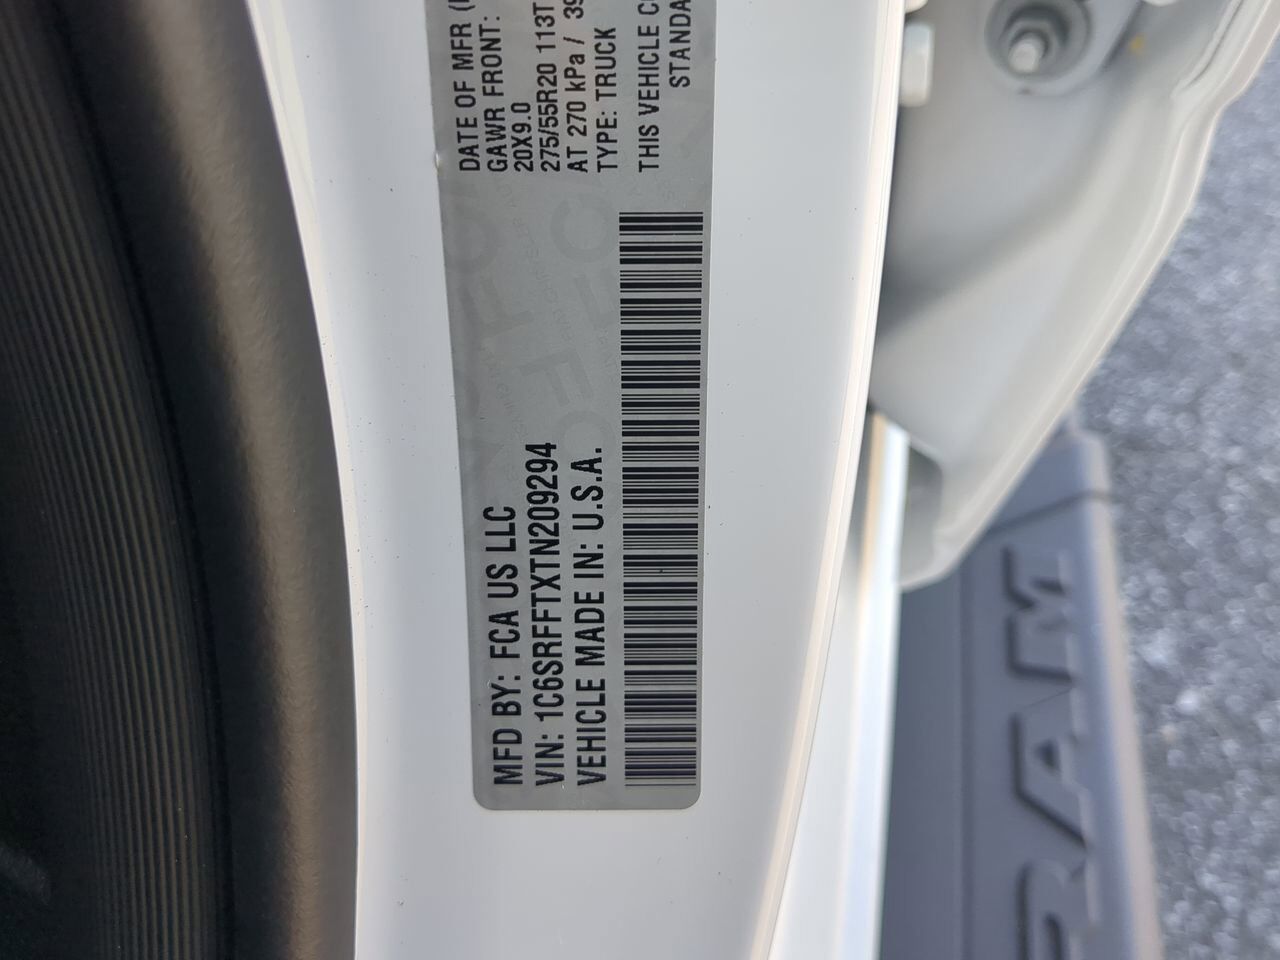 MFD BY: FCA US LLC
VIN: 1C6SRFFTXTN209294
VEHICLE MADE IN: U.S.A.
DATE OF MFR
GAWR FRONT:
20X9.0
275/55R20 113T
AT 270 kPa / 39
TYPE: TRUCK
THIS VEHICLE
STANDA
RAM